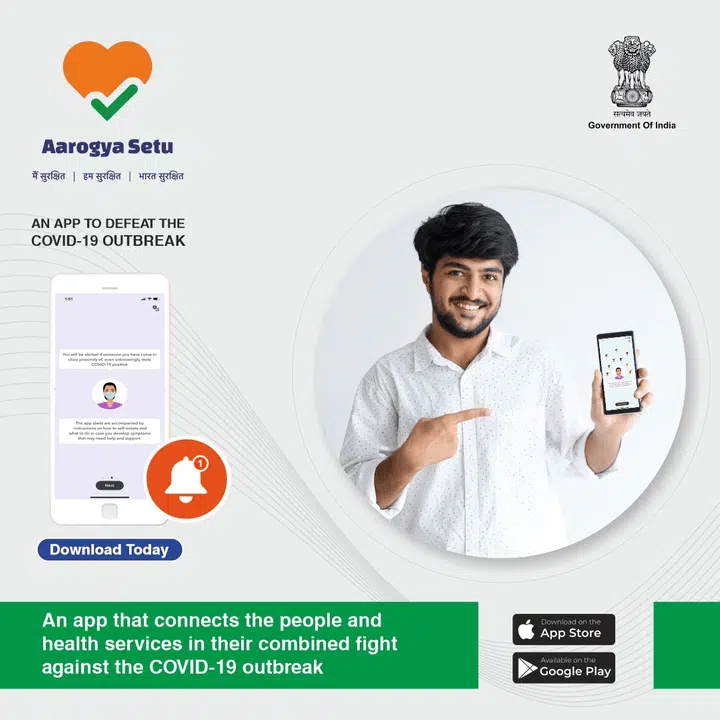 Aarogya Setu
मैं सुरक्षित | हम सुरक्षित | भारत सुरक्षित
सत्यमेव जयते
Government Of India
AN APP TO DEFEAT THE
COVID-19 OUTBREAK
1:51
You will be alerted if someone you have come in
close proximity of, even unknowingly, tests
COVID-19 positive.
The app alerts are accompanied by
instructions on how to self-isolate and
what to do in case you develop symptoms
that may need help and support.
Next
1
Download Today
An app that connects the people and
health services in their combined fight
against the COVID-19 outbreak
Download on the
App Store
Available on the
Google Play